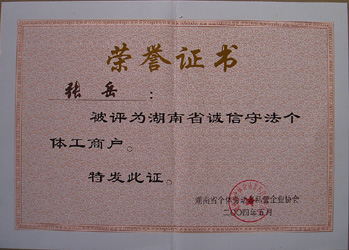 荣誉证书
张岳：
被评为湖南省诚信守法个
体工商户。
特发此证。
湖南省个体劳动者私营企业协会
二〇〇四年五月